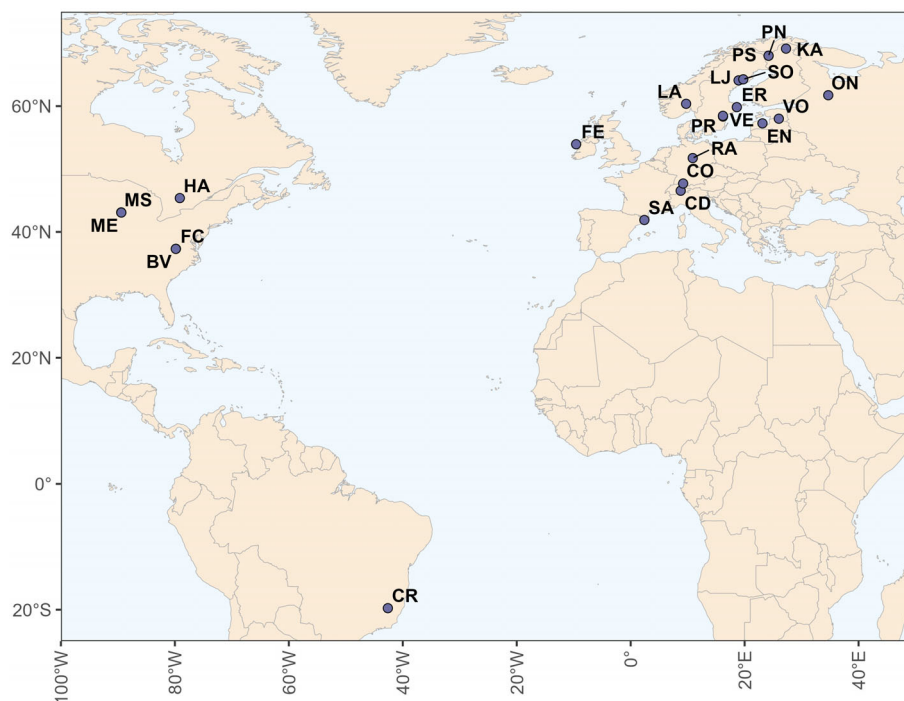 PN
PS KA
LJ SO ON
60°N LA ER
VO
FE PR VE EN
RA
HA CO
MS
ME SA CD
40°N FC
BV
20°N
0°
CR
20°S
100°W 80°W 60°W 40°W 20°W 0° 20°E 40°E